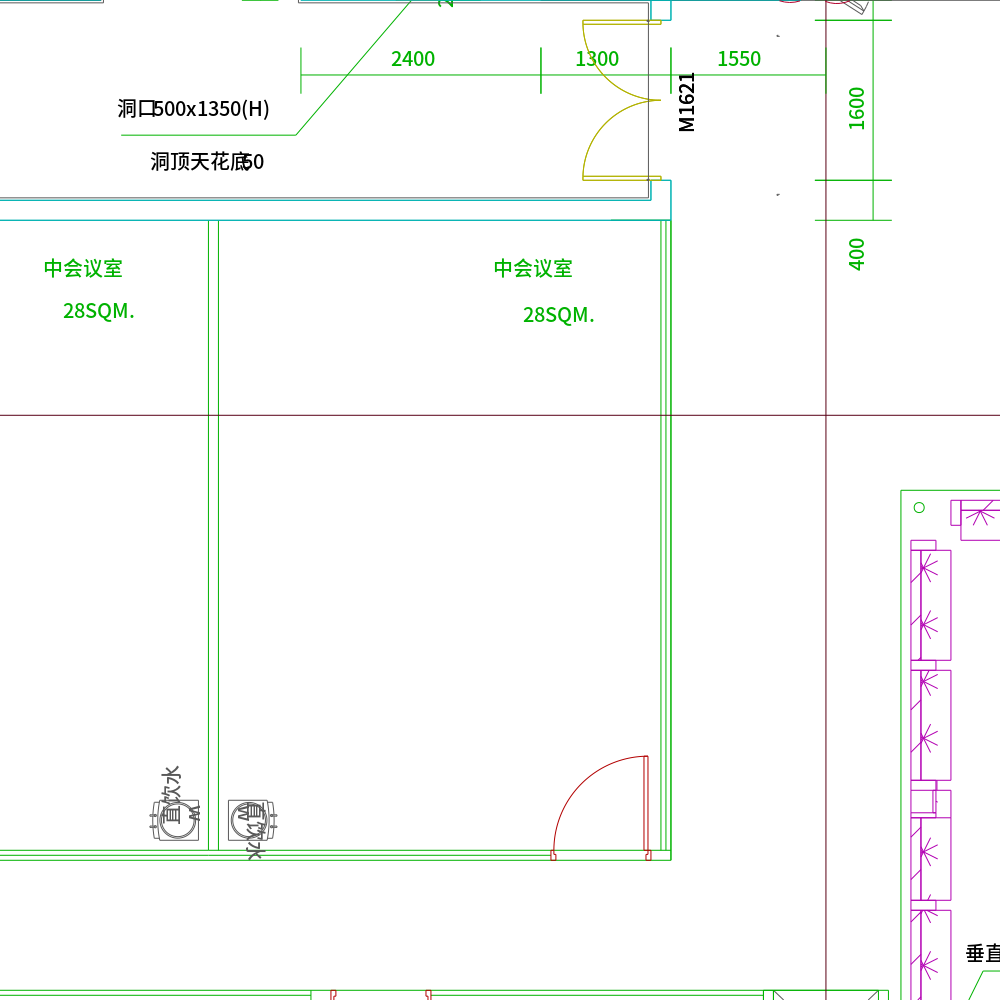 2400
1300
1550
洞口500x1350(H)
M1621
1600
洞顶天花底50
400
中会议室
中会议室
28SQM.
28SQM.
直饮水
W
直饮水
W
垂直